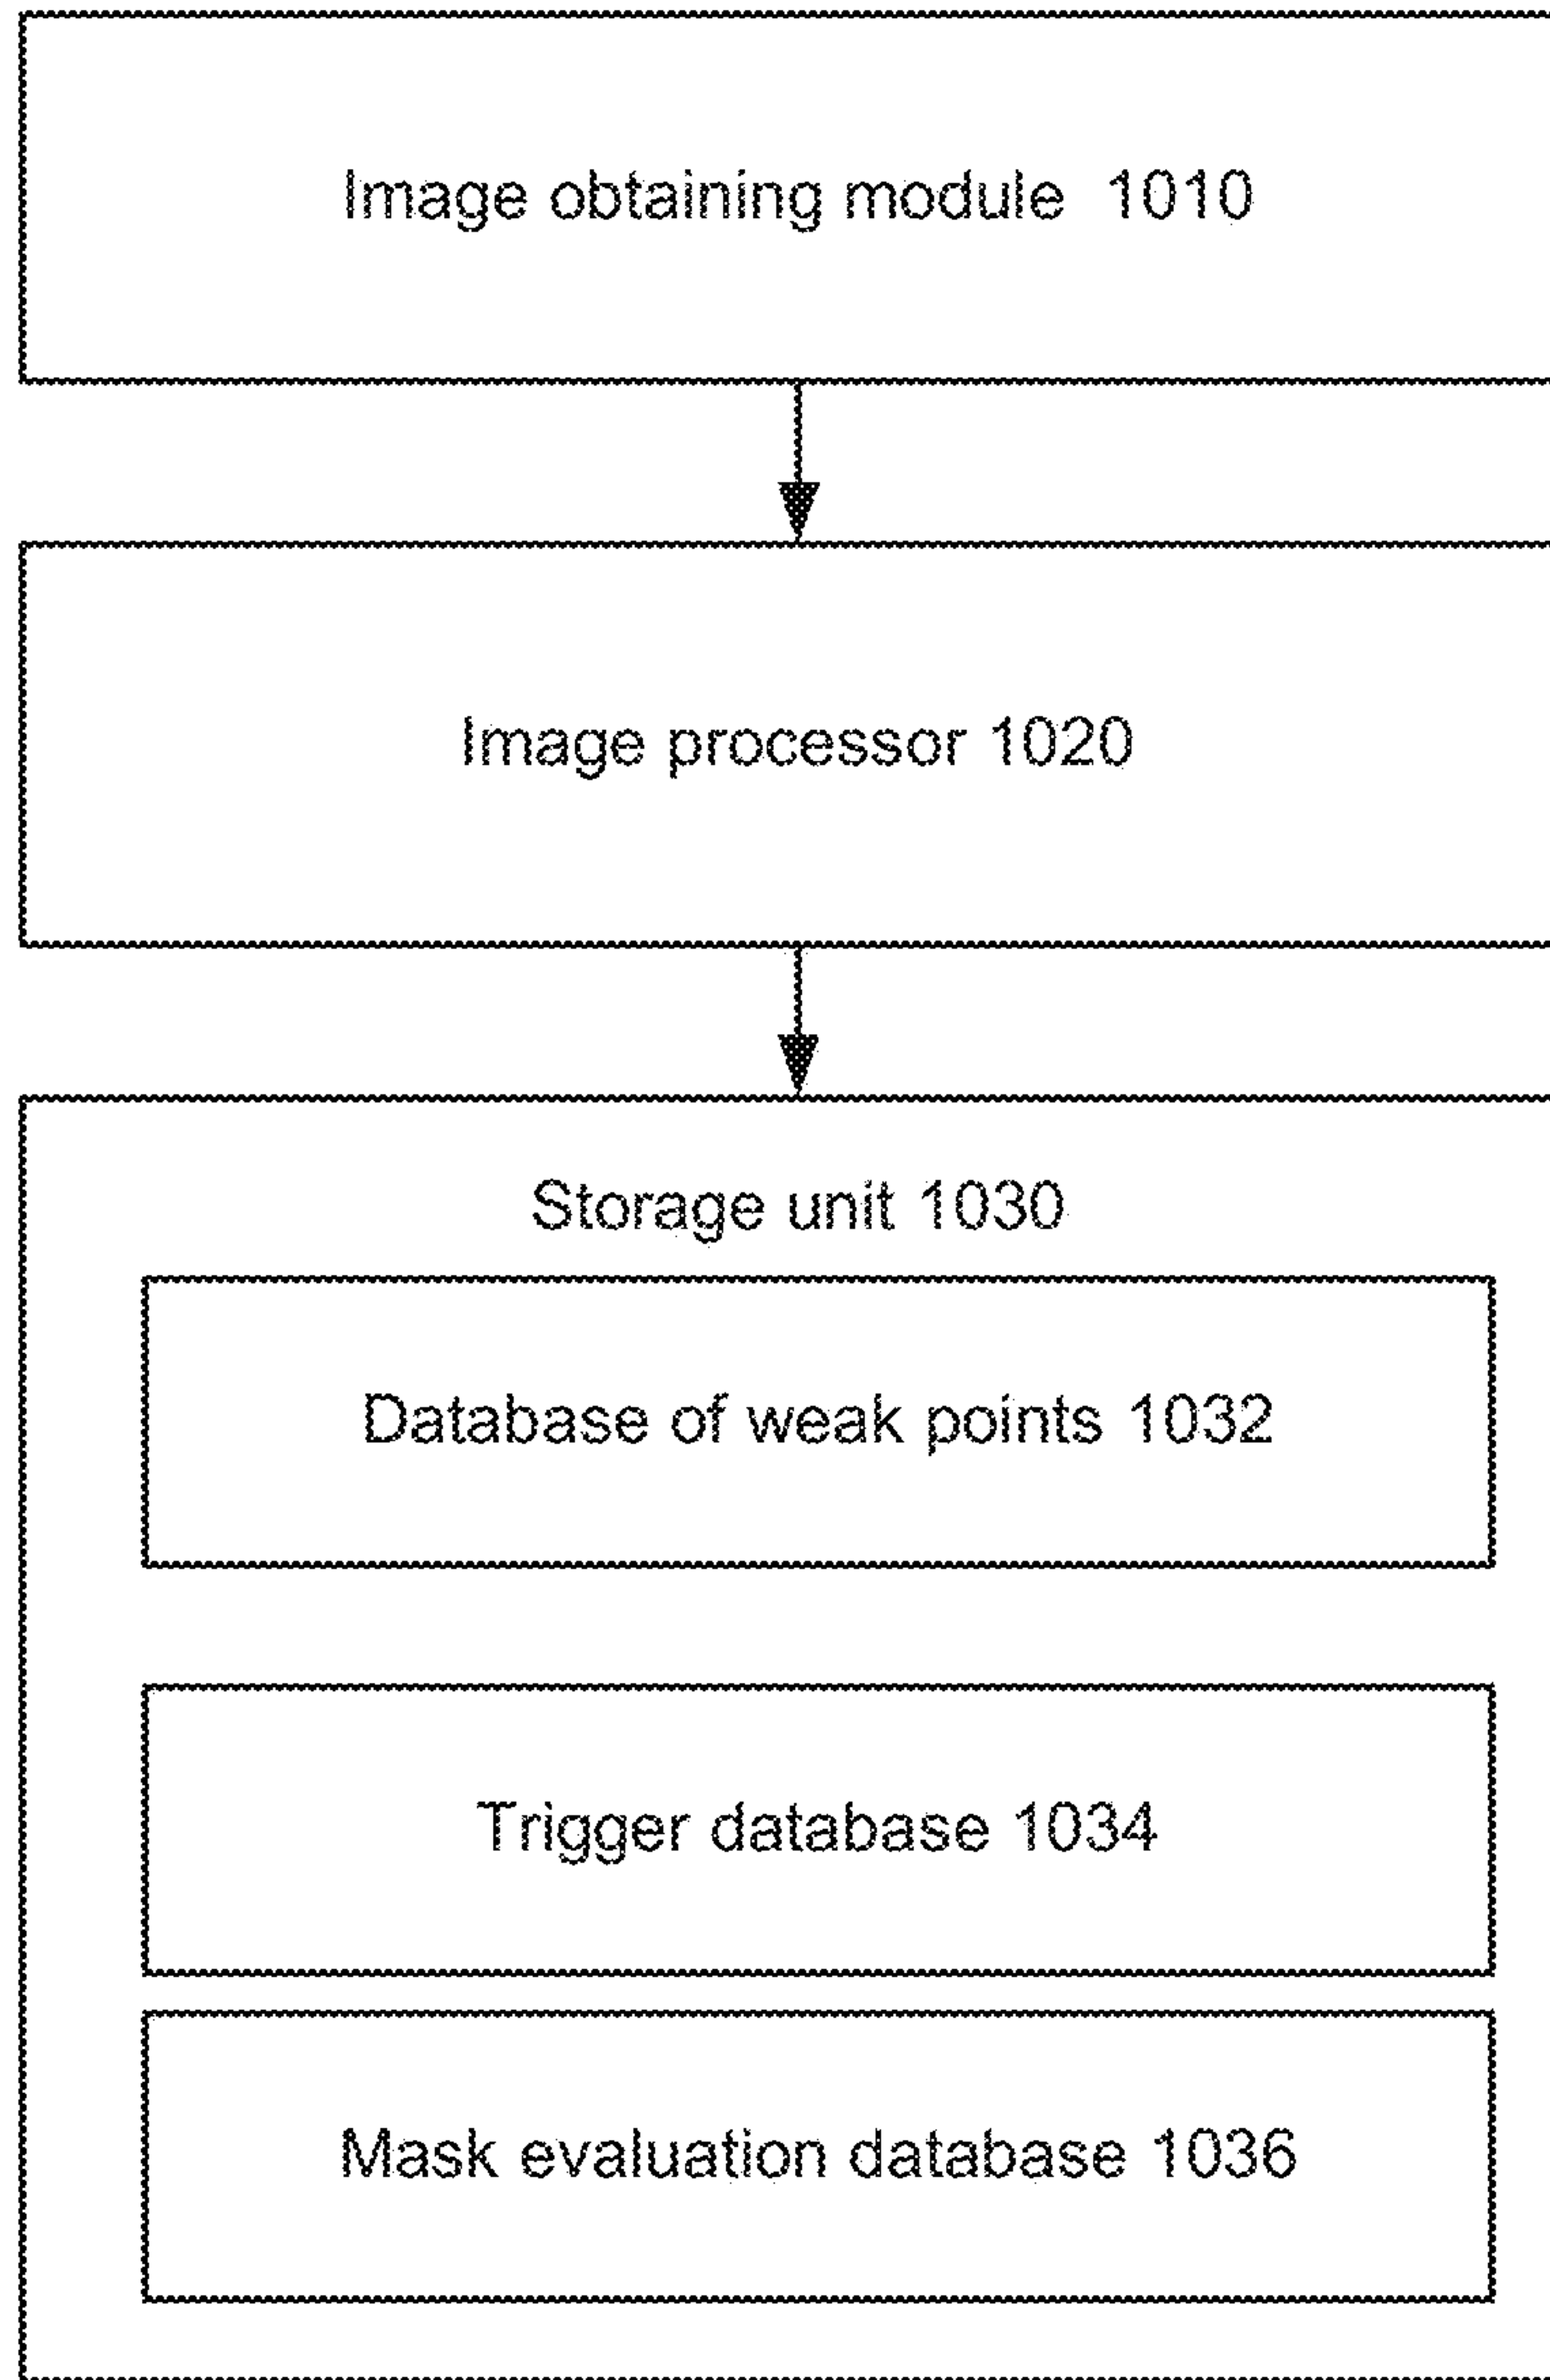 Image obtaining module 1010
Image processor 1020
Storage unit 1030
Database of weak points 1032
Trigger database 1034
Mask evaluation database 1036